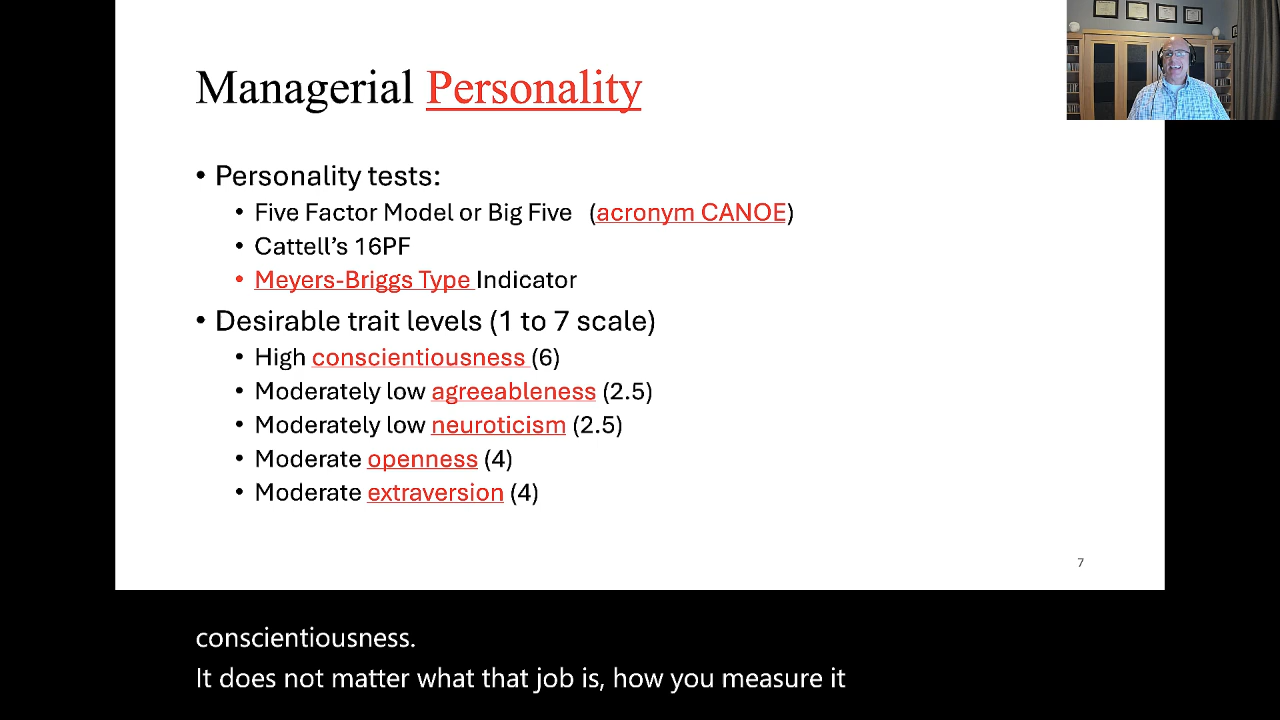 Managerial Personality
• Personality tests:
• Five Factor Model or Big Five (acronym CANOE)
• Cattell’s 16PF
• Meyers-Briggs Type Indicator
• Desirable trait levels (1 to 7 scale)
• High conscientiousness (6)
• Moderately low agreeableness (2.5)
• Moderately low neuroticism (2.5)
• Moderate openness (4)
• Moderate extraversion (4)
7
conscientiousness.
It does not matter what that job is, how you measure it